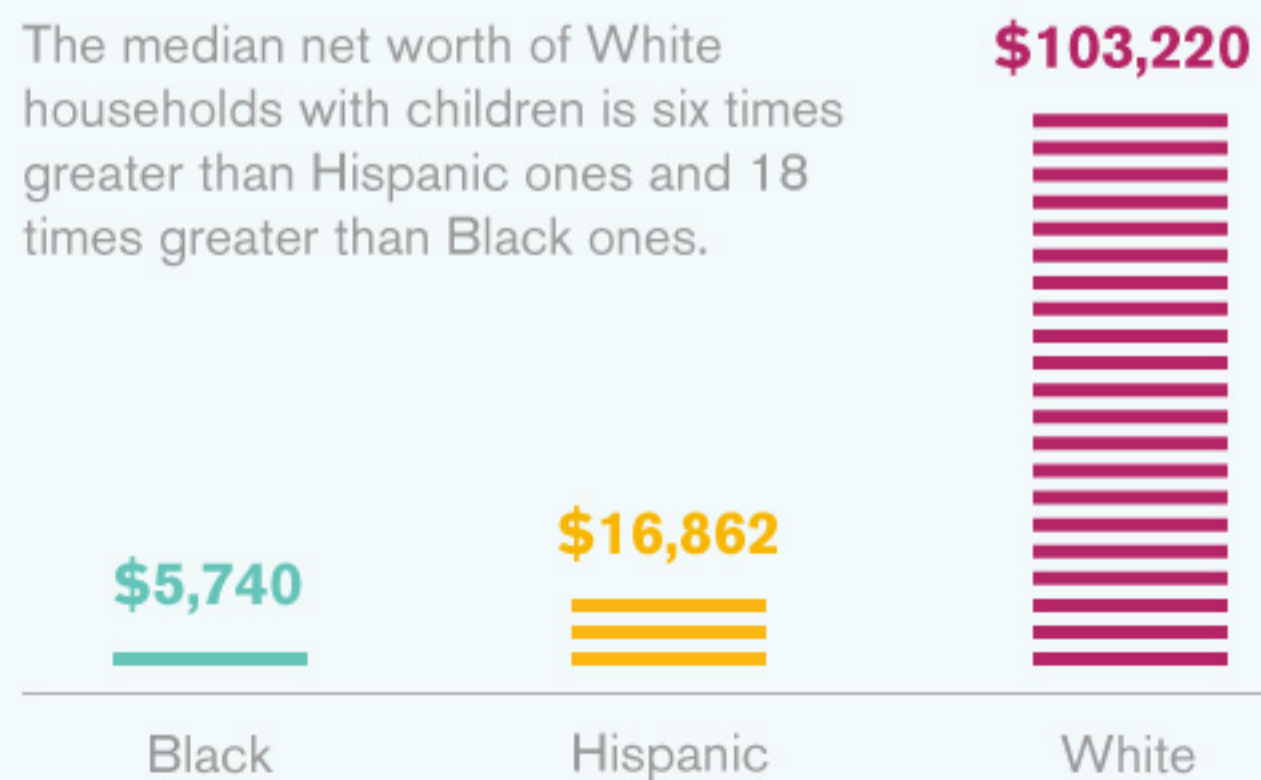 The median net worth of White
households with children is six times
greater than Hispanic ones and 18
times greater than Black ones.
$103,220
$16,862
$5,740
Black
Hispanic
White